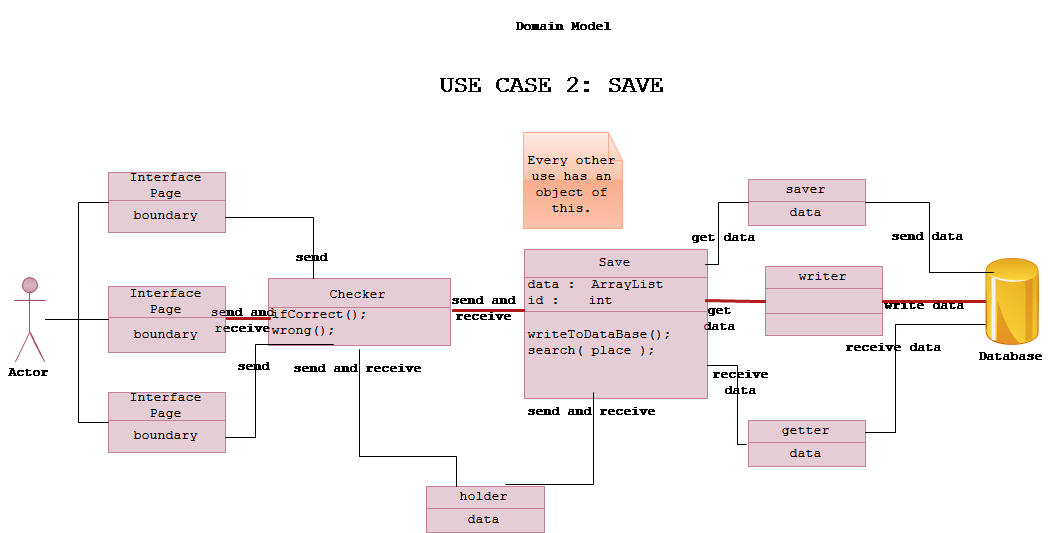 Domain Model
USE CASE 2: SAVE
Every other
use has an
object of
this.
Interface
Page
boundary
send
saver
data
get data
send data
Interface
Page
boundary
send and
receive
Checker
ifCorrect();
wrong();
send and
receive
Save
data :  ArrayList
id :    int
writeToDataBase();
search( place );
get
data
writer
write data
receive data
Actor
Database
send
send and receive
receive
data
Interface
Page
boundary
send and receive
getter
data
holder
data